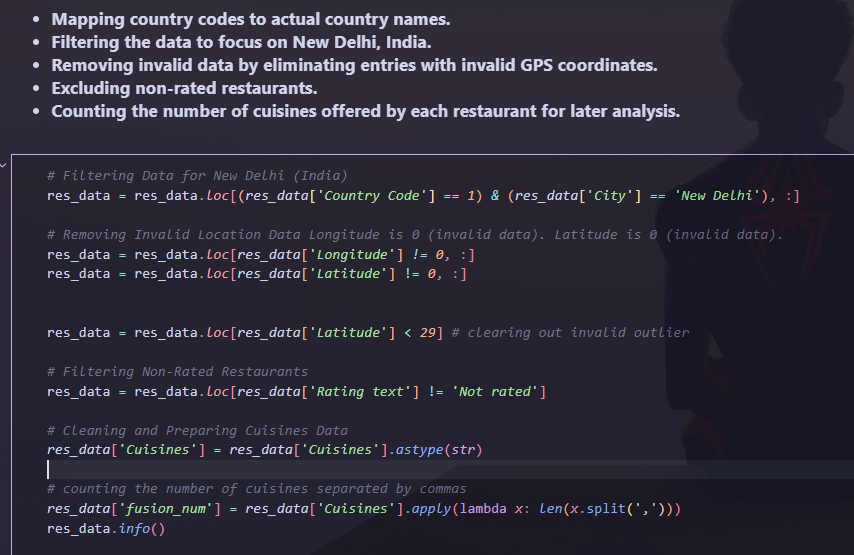 • Mapping country codes to actual country names.
• Filtering the data to focus on New Delhi, India.
• Removing invalid data by eliminating entries with invalid GPS coordinates.
• Excluding non-rated restaurants.
• Counting the number of cuisines offered by each restaurant for later analysis.
# Filtering Data for New Delhi (India)
res_data = res_data.loc[(res_data['Country Code'] == 1) & (res_data['City'] == 'New Delhi'), :]
# Removing Invalid Location Data Longitude is 0 (invalid data). Latitude is 0 (invalid data).
res_data = res_data.loc[res_data['Longitude'] != 0, :]
res_data = res_data.loc[res_data['Latitude'] != 0, :]
res_data = res_data.loc[res_data['Latitude'] < 29] # clearing out invalid outlier
# Filtering Non-Rated Restaurants
res_data = res_data.loc[res_data['Rating text'] != 'Not rated']
# Cleaning and Preparing Cuisines Data
res_data['Cuisines'] = res_data['Cuisines'].astype(str)
# counting the number of cuisines separated by commas
res_data['fusion_num'] = res_data['Cuisines'].apply(lambda x: len(x.split(',')))
res_data.info()